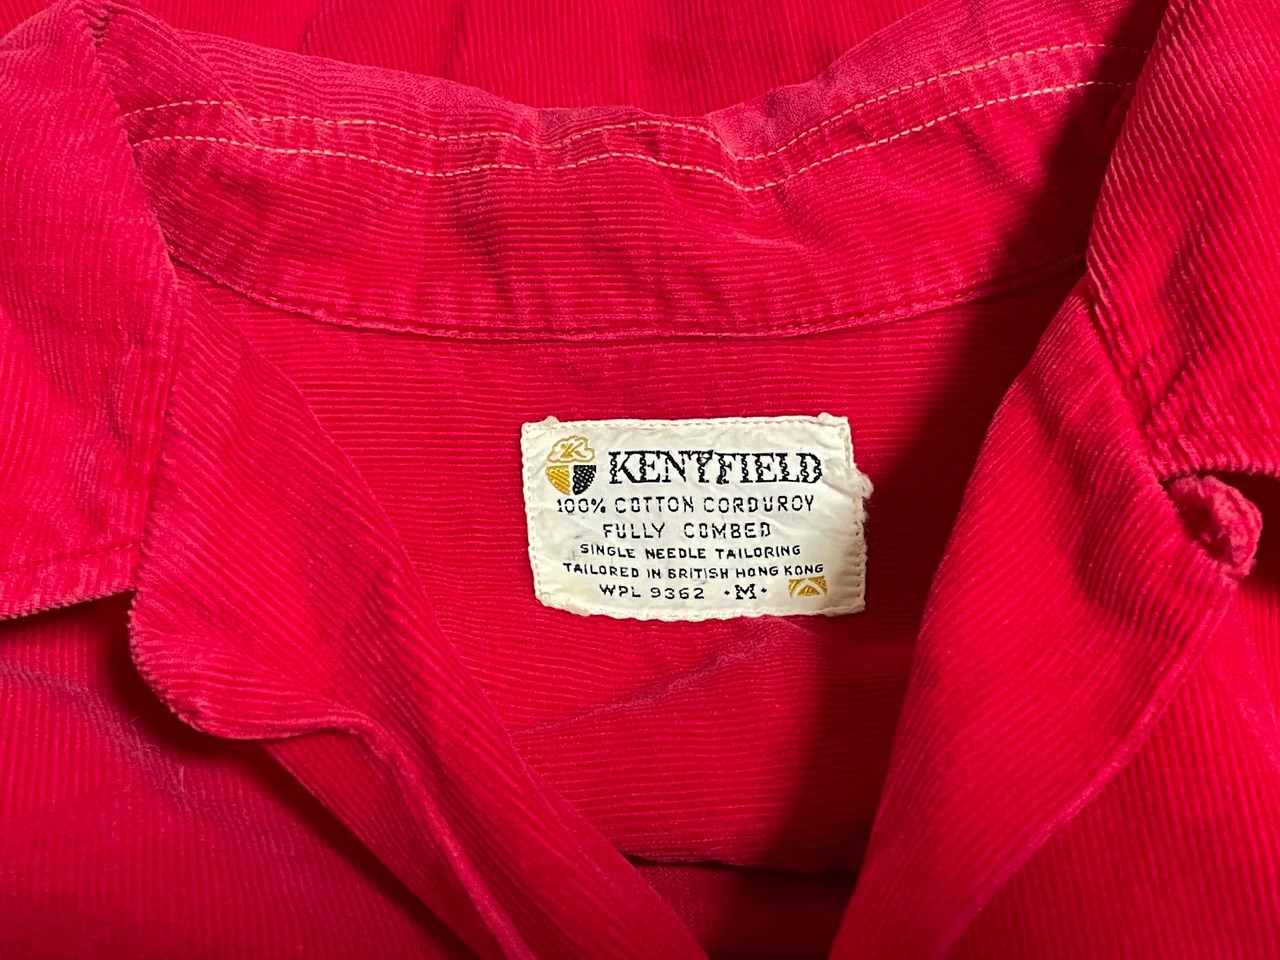 KENTFIELD
100% COTTON CORDUROY
FULLY COMBED
SINGLE NEEDLE TAILORING
TAILORED IN BRITISH HONG KONG
WPL 9362 •M•